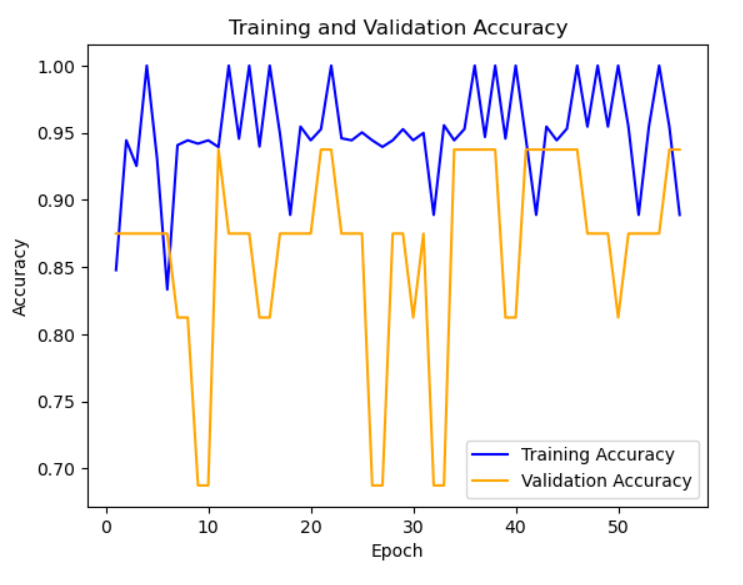 Training and Validation Accuracy
1.00
0.95
0.90
0.85
0.80
0.75
0.70
Accuracy
Training Accuracy
Validation Accuracy
0 10 20 30 40 50
Epoch